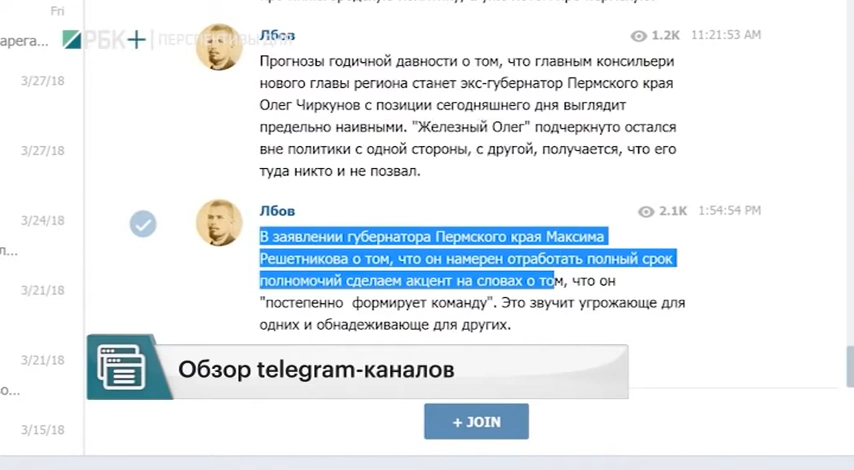 Fri
Лбов
1.2K 11:21:53 AM
РБК+ ПЕРСПЕКТИВЫ ДНЯ
арега...
Прогнозы годичной давности о том, что главным консильери
нового главы региона станет экс-губернатор Пермского края
3/27/18
Олег Чиркунов с позиции сегодняшнего дня выглядит
предельно наивными. "Железный Олег" подчеркнуто остался
вне политики с одной стороны, с другой, получается, что его
3/27/18
туда никто и не позвал.
Лбов
2.1K 1:54:54 PM
3/24/18
В заявлении губернатора Пермского края Максима
Решетникова о том, что он намерен отработать полный срок
полномочий сделаем акцент на словах о том, что он
3/21/18
"постепенно формирует команду". Это звучит угрожающе для
одних и обнадеживающе для других.
3/21/18
Обзор telegram-каналов
+ JOIN
3/15/18